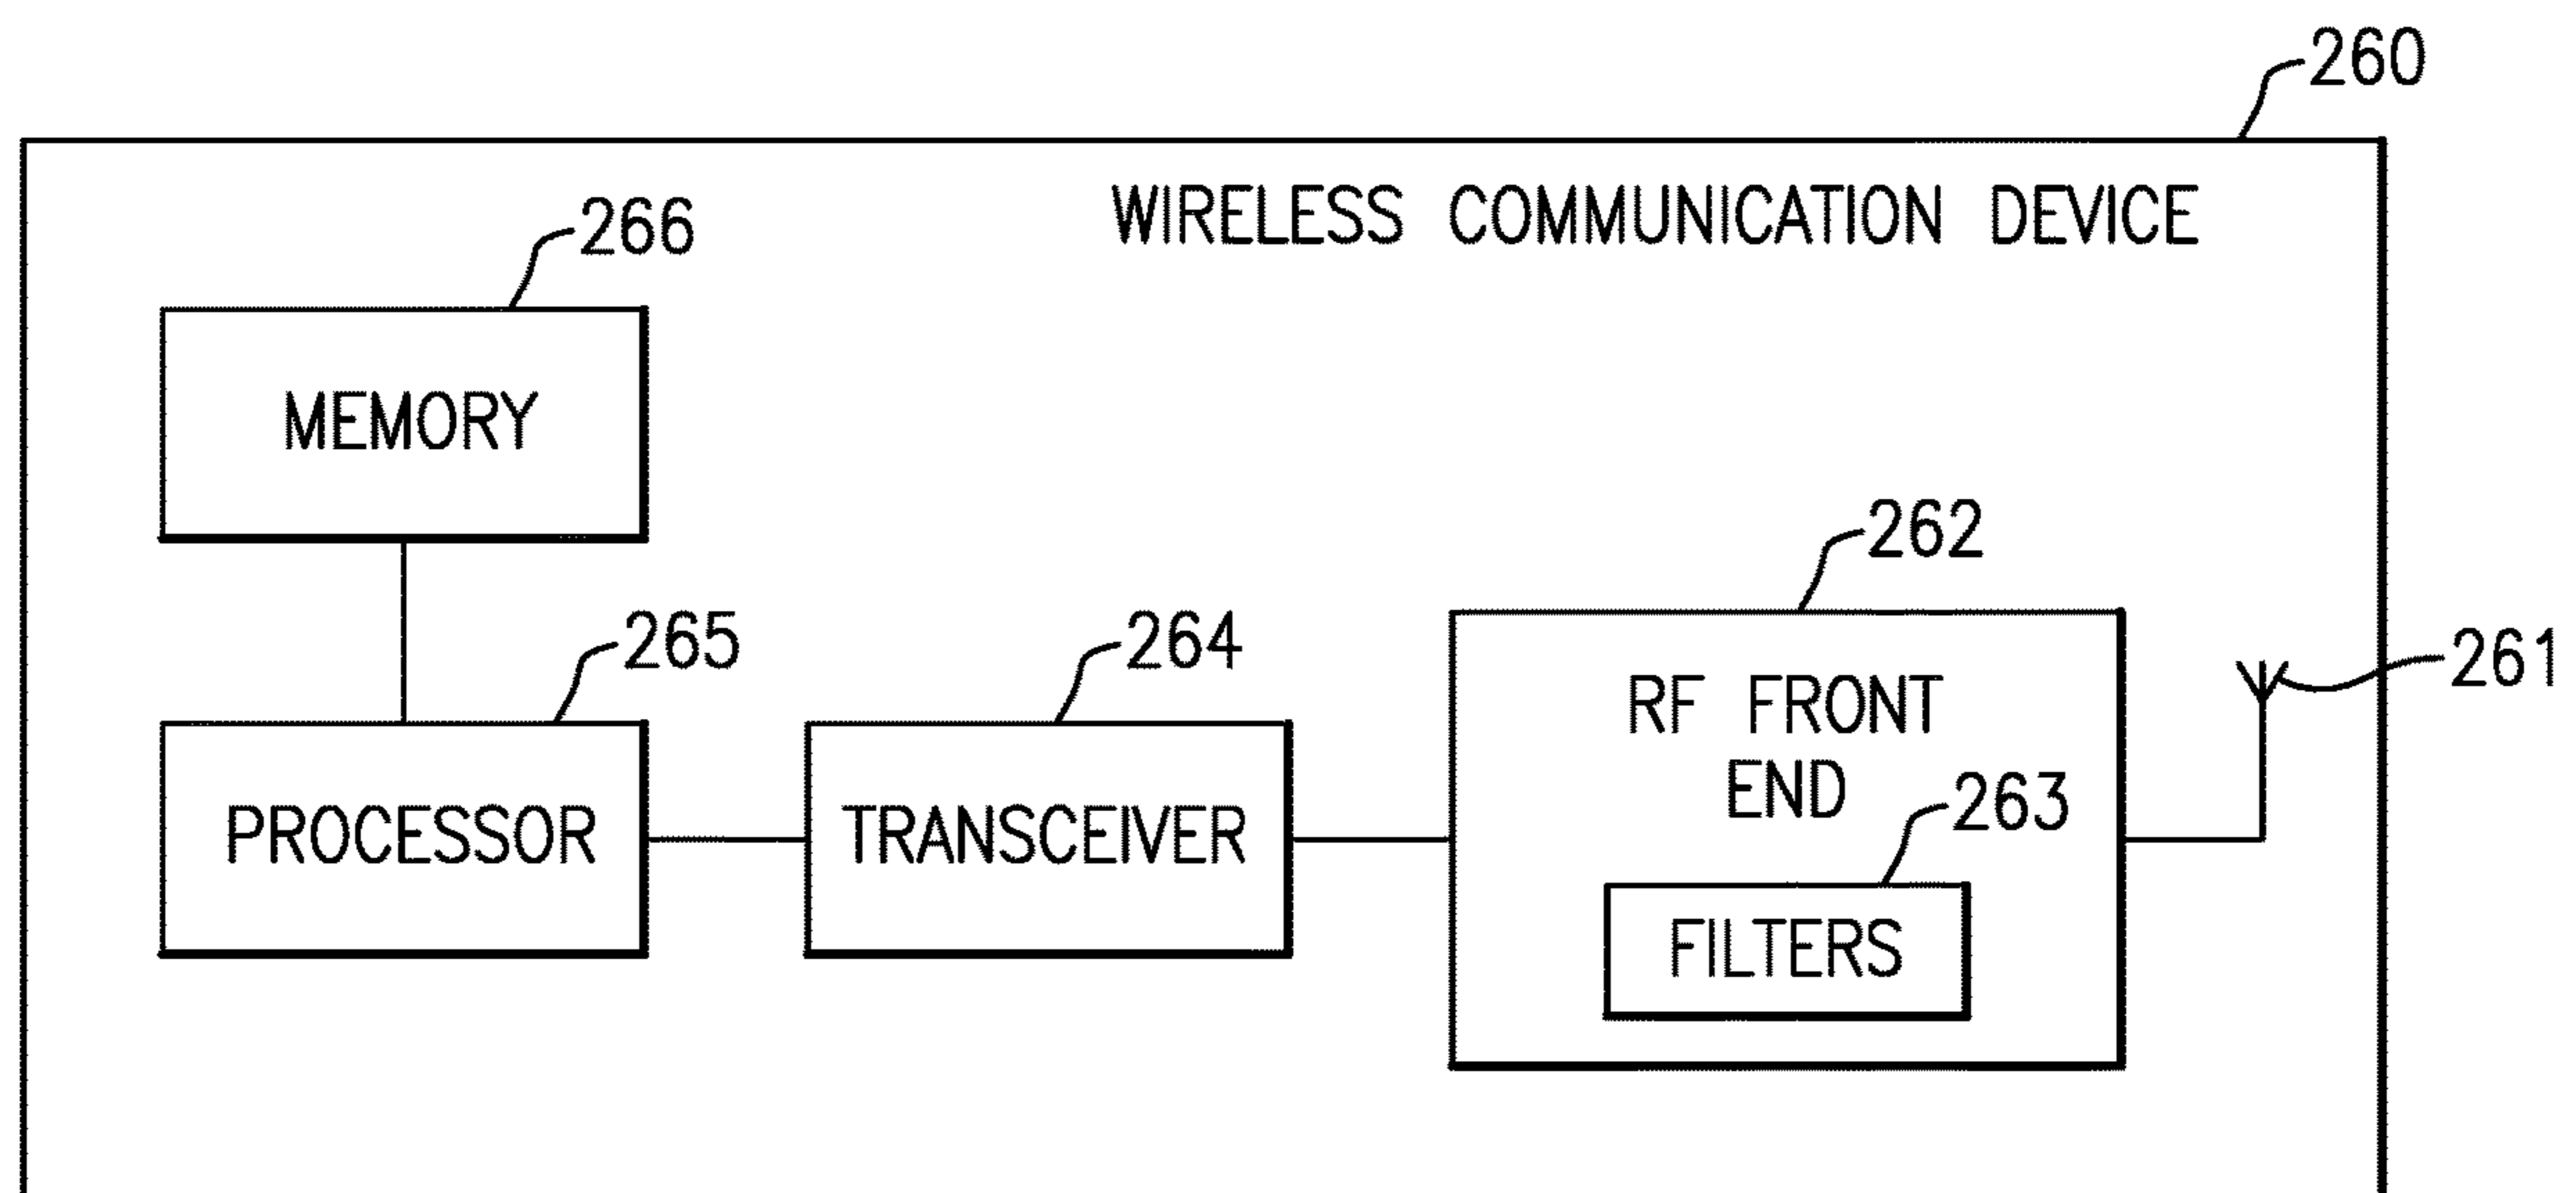 260
WIRELESS COMMUNICATION DEVICE
266
MEMORY
262
265
264
261
RF FRONT
END
263
PROCESSOR
TRANSCEIVER
FILTERS